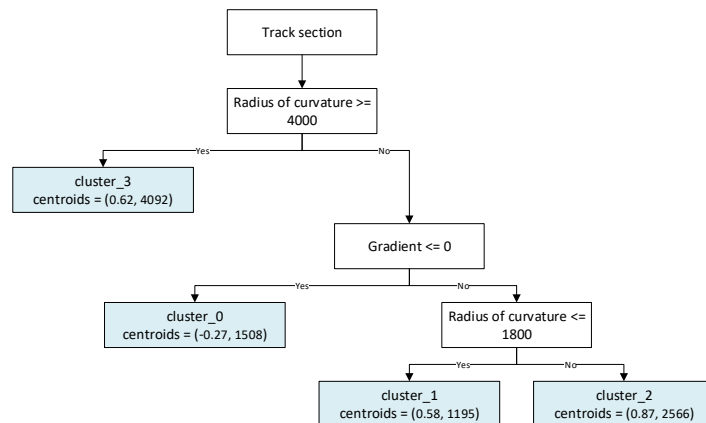 Track section
Radius of curvature >=
4000
Yes
No
cluster_3
centroids = (0.62, 4092)
Gradient <= 0
Yes
No
cluster_0
centroids = (-0.27, 1508)
Radius of curvature <=
1800
Yes
No
cluster_1
centroids = (0.58, 1195)
cluster_2
centroids = (0.87, 2566)